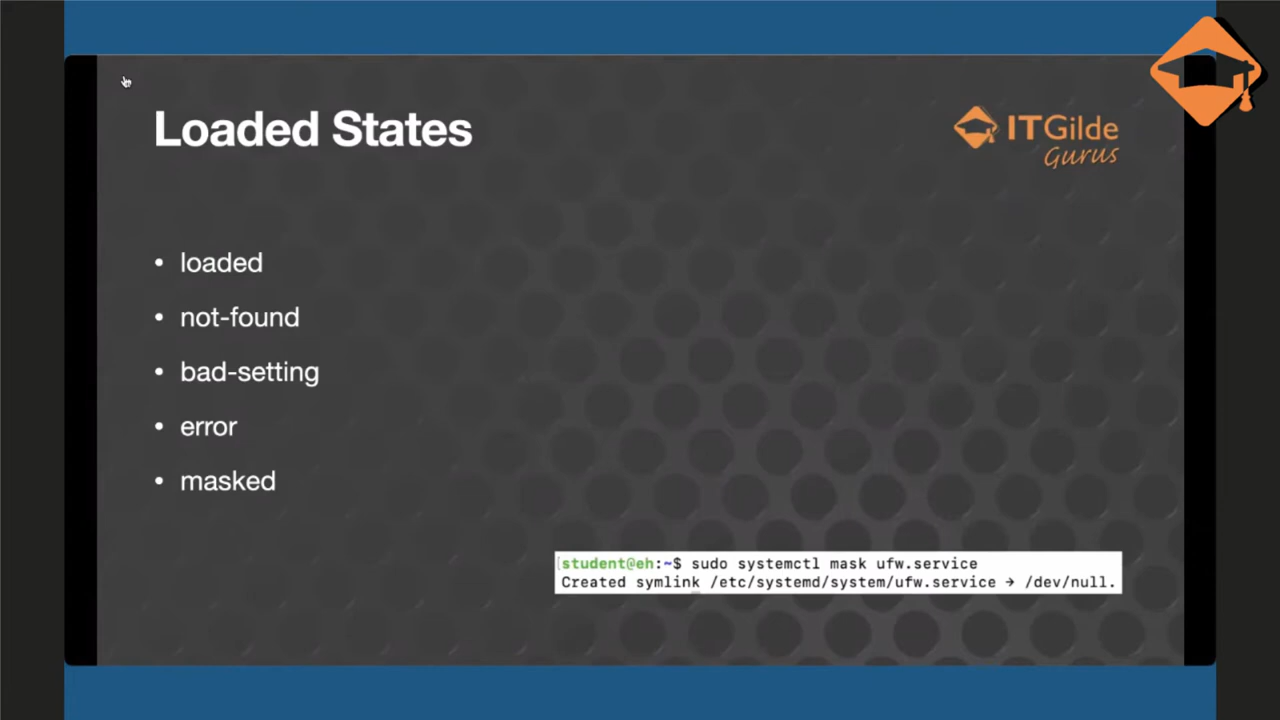 Loaded States
ITGilde
Gurus
• loaded
• not-found
• bad-setting
• error
• masked
[student@eh:~$ sudo systemctl mask ufw.service
Created symlink /etc/systemd/system/ufw.service → /dev/null.